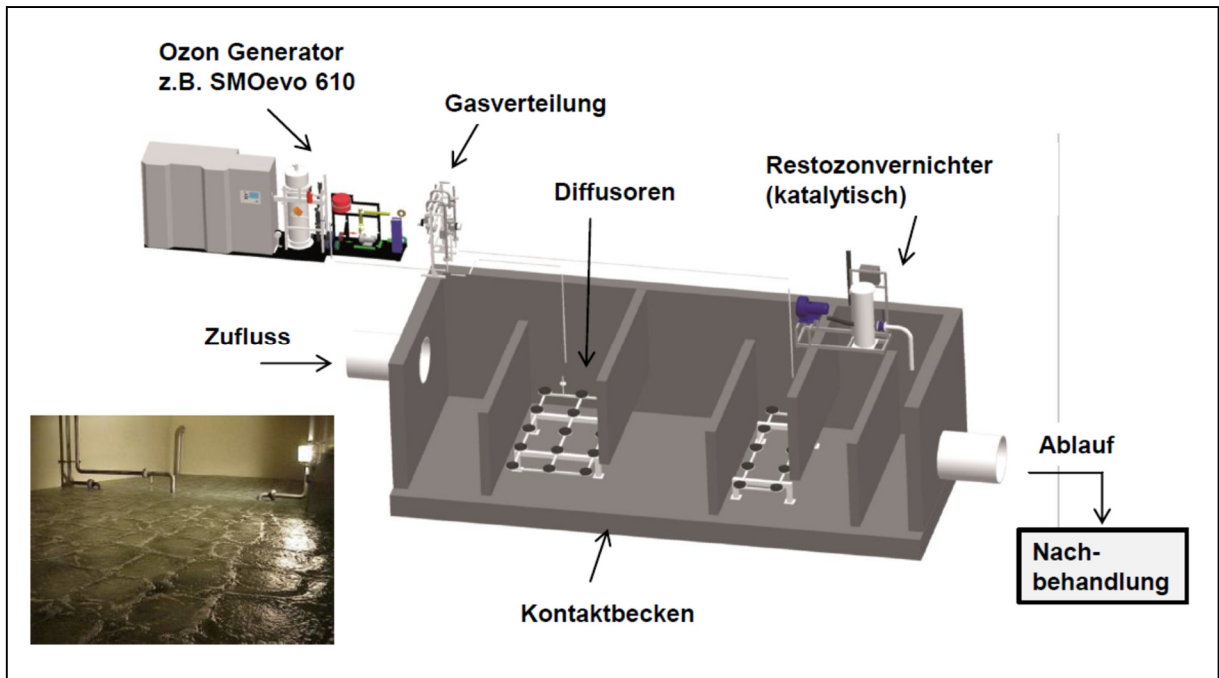 Ozon Generator
z.B. SMOevo 610
Gasverteilung
Diffusoren
Restozonvernichter
(katalytisch)
Zufluss
Ablauf
Nach-
behandlung
Kontaktbecken